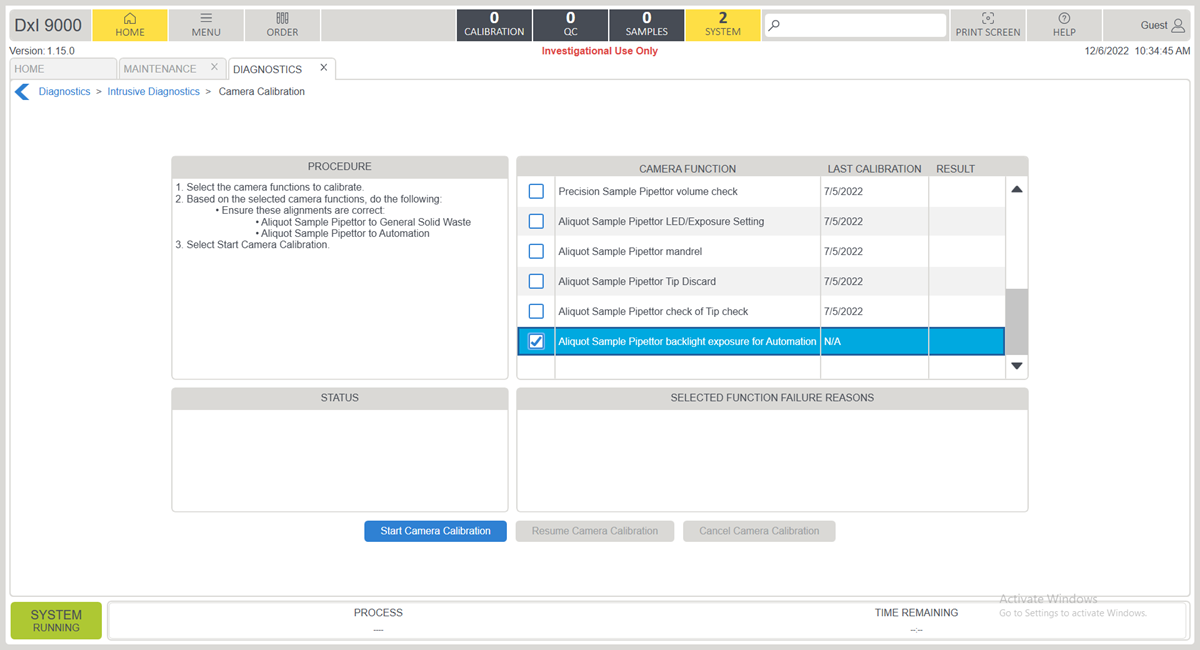 DxI 9000
HOME
MENU
ORDER
0
CALIBRATION
0
QC
0
SAMPLES
2
SYSTEM
PRINT SCREEN
HELP
Guest
Version: 1.15.0
Investigational Use Only
12/6/2022 10:34:45 AM
HOME
MAINTENANCE X
DIAGNOSTICS X
Diagnostics > Intrusive Diagnostics > Camera Calibration
PROCEDURE
1. Select the camera functions to calibrate.
2. Based on the selected camera functions, do the following:
• Ensure these alignments are correct:
• Aliquot Sample Pipettor to General Solid Waste
• Aliquot Sample Pipettor to Automation
3. Select Start Camera Calibration.
CAMERA FUNCTION LAST CALIBRATION RESULT
Precision Sample Pipettor volume check 7/5/2022
Aliquot Sample Pipettor LED/Exposure Setting 7/5/2022
Aliquot Sample Pipettor mandrel 7/5/2022
Aliquot Sample Pipettor Tip Discard 7/5/2022
Aliquot Sample Pipettor check of Tip check 7/5/2022
Aliquot Sample Pipettor backlight exposure for Automation N/A
STATUS
SELECTED FUNCTION FAILURE REASONS
Start Camera Calibration
Resume Camera Calibration
Cancel Camera Calibration
SYSTEM
RUNNING
PROCESS
----
TIME REMAINING
--:--
Activate Windows
Go to Settings to activate Windows.